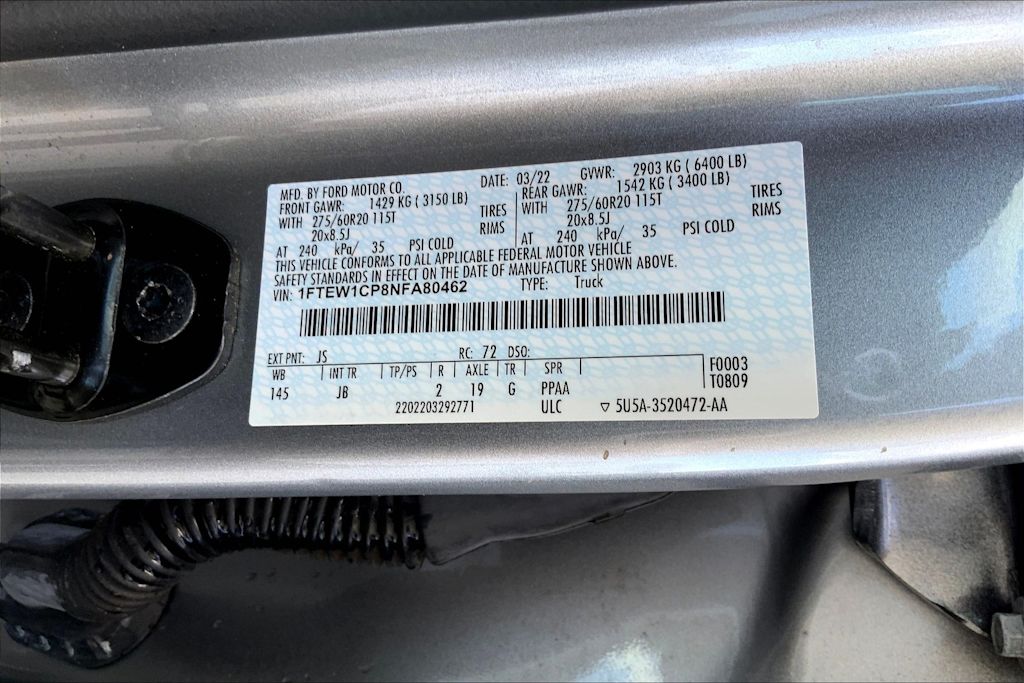 MFD. BY FORD MOTOR CO. DATE: 03/22 GVWR: 2903 KG ( 6400 LB)
FRONT GAWR: 1429 KG ( 3150 LB) REAR GAWR: 1542 KG ( 3400 LB)
WITH 275/60R20 115T TIRES WITH 275/60R20 115T TIRES
20x8.5J RIMS 20x8.5J RIMS
AT 240 kPa/ 35 PSI COLD AT 240 kPa/ 35 PSI COLD
THIS VEHICLE CONFORMS TO ALL APPLICABLE FEDERAL MOTOR VEHICLE
SAFETY STANDARDS IN EFFECT ON THE DATE OF MANUFACTURE SHOWN ABOVE.
VIN: 1FTEW1CP8NFA80462 TYPE: Truck
EXT PNT: JS RC: 72 DSO:
WB INT TR TP/PS R AXLE TR SPR F0003
145 JB 2 19 G PPAA T0809
2202203292771 ULC ▽ 5U5A-3520472-AA